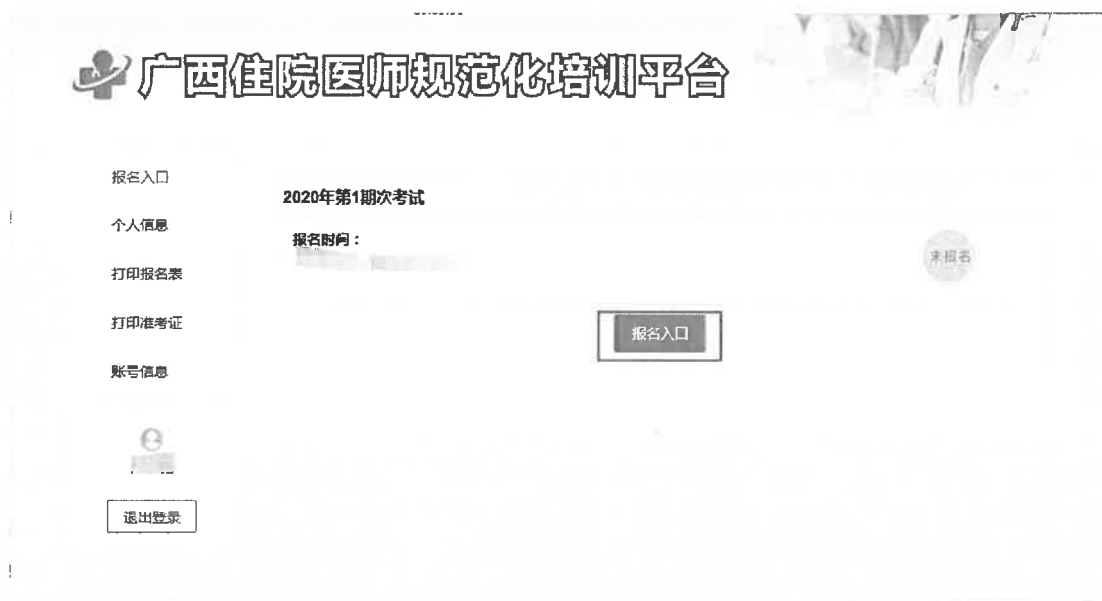 广西住院医师规范化培训平台
报名入口
2020年第1期次考试
个人信息
报名时间：
未报名
打印报名表
打印准考证
报名入口
账号信息
退出登录